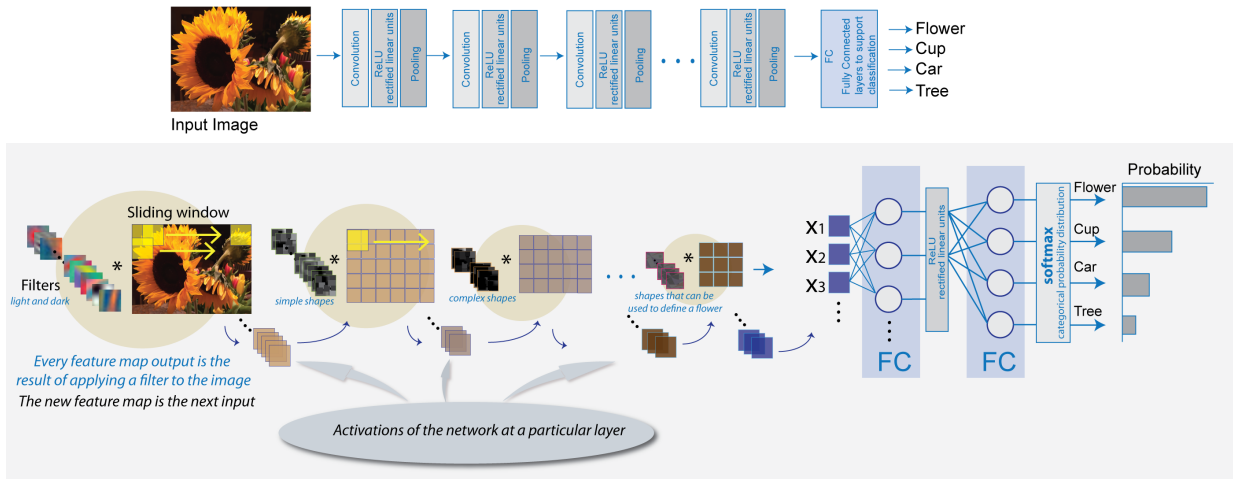 Input Image
Convolution
ReLU
rectified linear units
Pooling
Convolution
ReLU
rectified linear units
Pooling
Convolution
ReLU
rectified linear units
Pooling
Convolution
ReLU
rectified linear units
Pooling
FC
Fully Connected
layers to support
classification
Flower
Cup
Car
Tree
Filters
light and dark
*
Sliding window
simple shapes
*
complex shapes
*
shapes that can be
used to define a flower
*
Every feature map output is the
result of applying a filter to the image
The new feature map is the next input
Activations of the network at a particular layer
X1
X2
X3
FC
ReLU
rectified linear units
FC
softmax
categorical probability distribution
Probability
Flower
Cup
Car
Tree